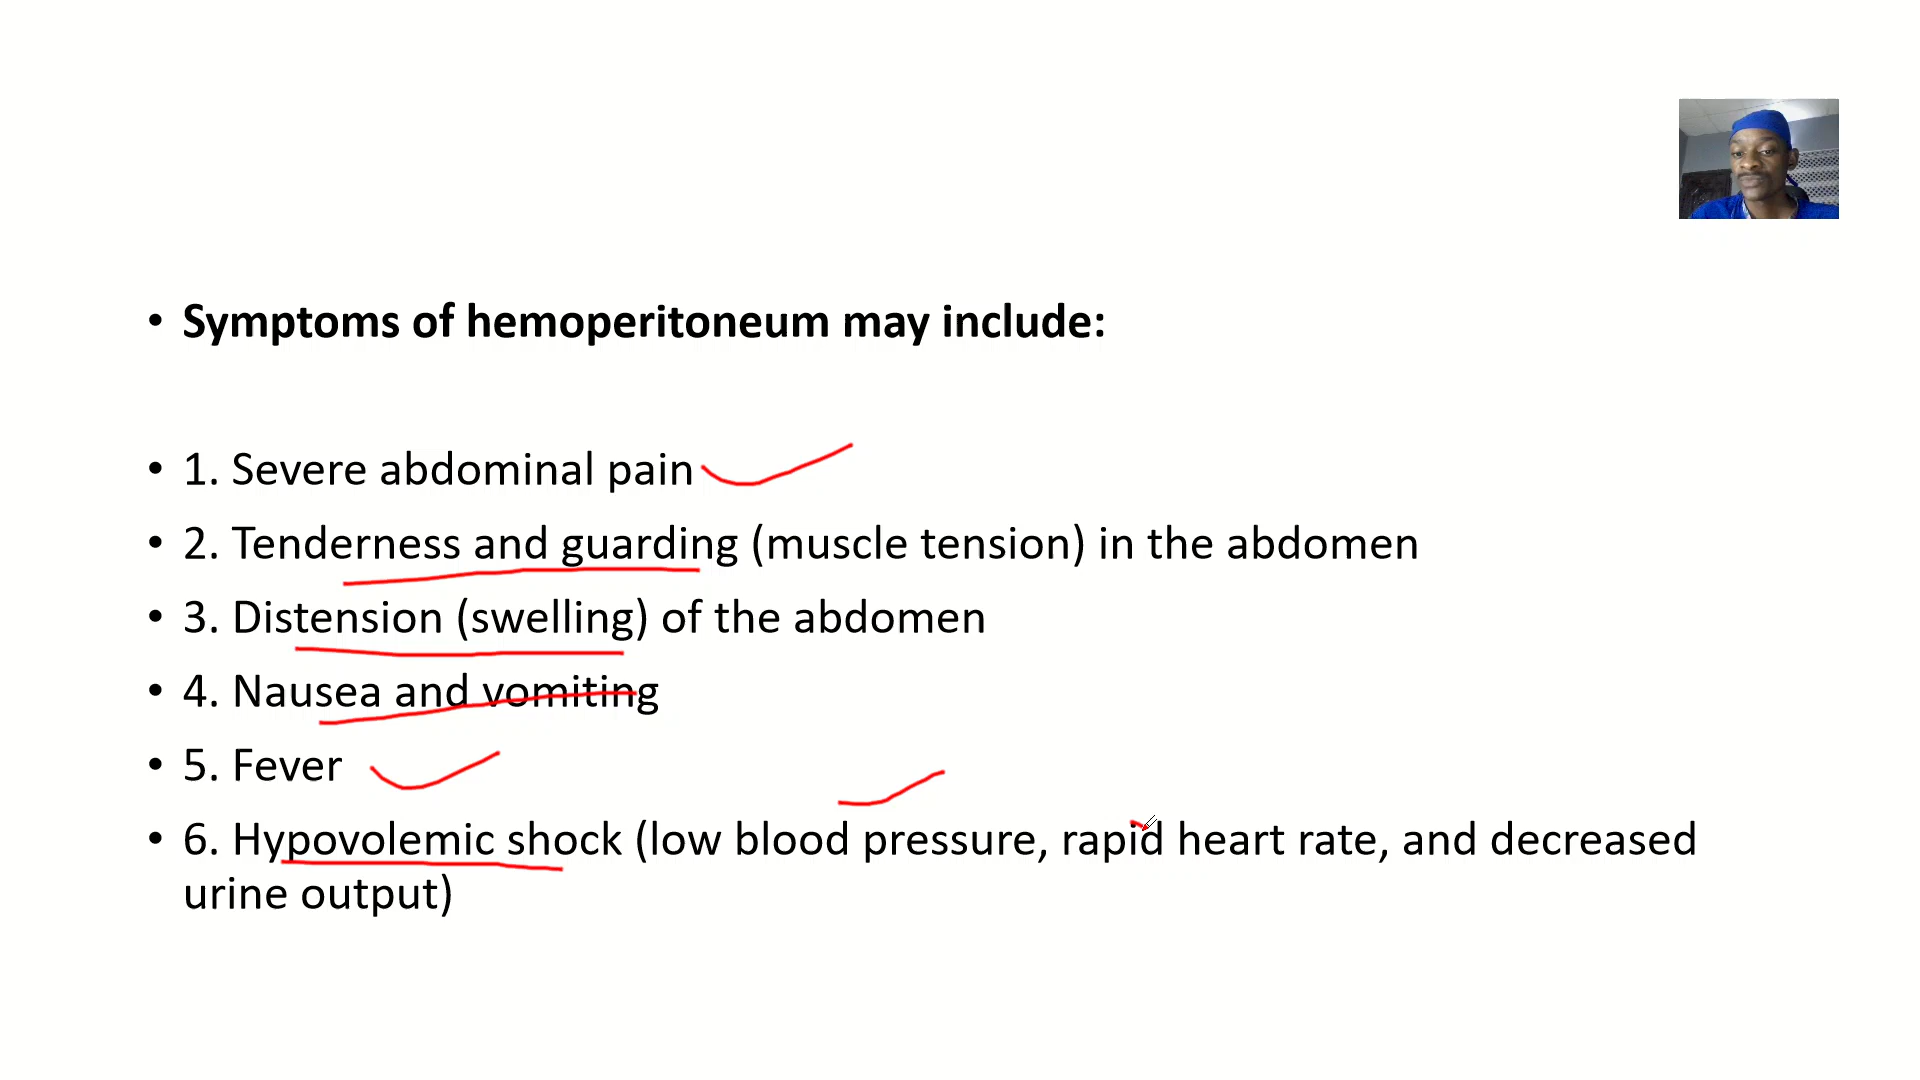 • Symptoms of hemoperitoneum may include:
• 1. Severe abdominal pain
• 2. Tenderness and guarding (muscle tension) in the abdomen
• 3. Distension (swelling) of the abdomen
• 4. Nausea and vomiting
• 5. Fever
• 6. Hypovolemic shock (low blood pressure, rapid heart rate, and decreased
urine output)